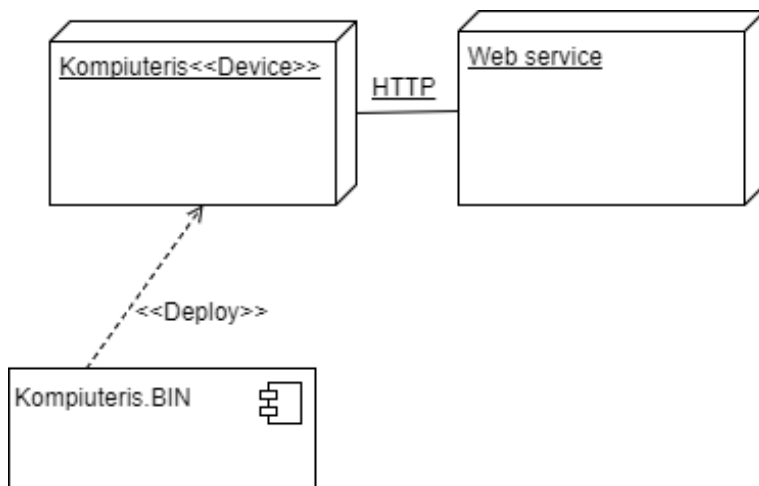 Kompiuteris<<Device>>
HTTP
Web service
<<Deploy>>
Kompiuteris.BIN